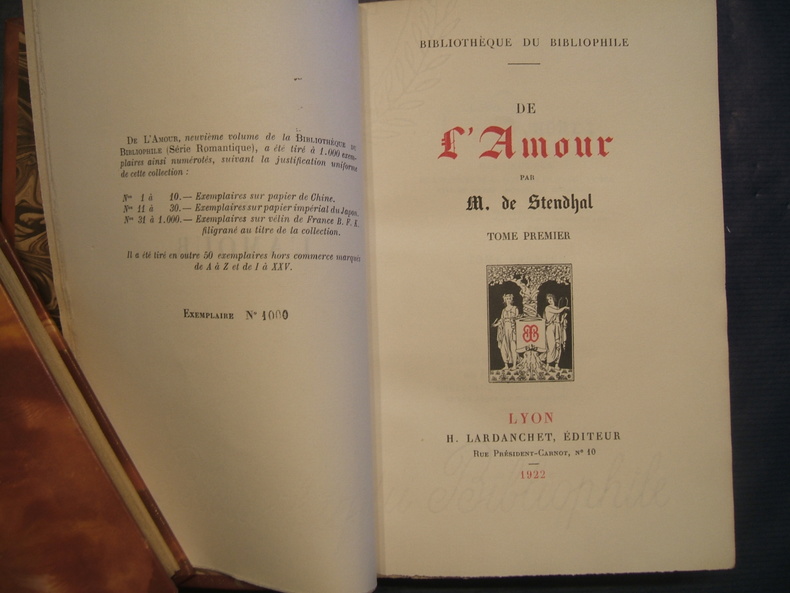 De L'Amour, neuvième volume de la Bibliothèque du
Bibliophile (Série Romantique), a été tiré à 1.000 exem-
plaires ainsi numérotés, suivant la justification uniforme
de cette collection :
Nos 1 à 10. — Exemplaires sur papier de Chine.
Nos 11 à 30. — Exemplaires sur papier impérial du Japon.
Nos 31 à 1.000. — Exemplaires sur vélin de France B. F. K.
filigrané au titre de la collection.
Il a été tiré en outre 50 exemplaires hors commerce marqués
de A à Z et de I à XXV.
Exemplaire No 1000
BIBLIOTHÈQUE DU BIBLIOPHILE
DE
L'Amour
PAR
M. de Stendhal
TOME PREMIER
BB
LYON
H. LARDANCHET, ÉDITEUR
Rue Président-Carnot, no 10
1922
Bibliophile